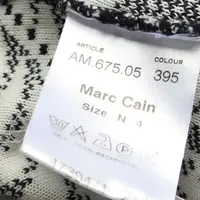 ARTICLE COLOUR
AM.675.05 395
Marc Cain
Size N 4